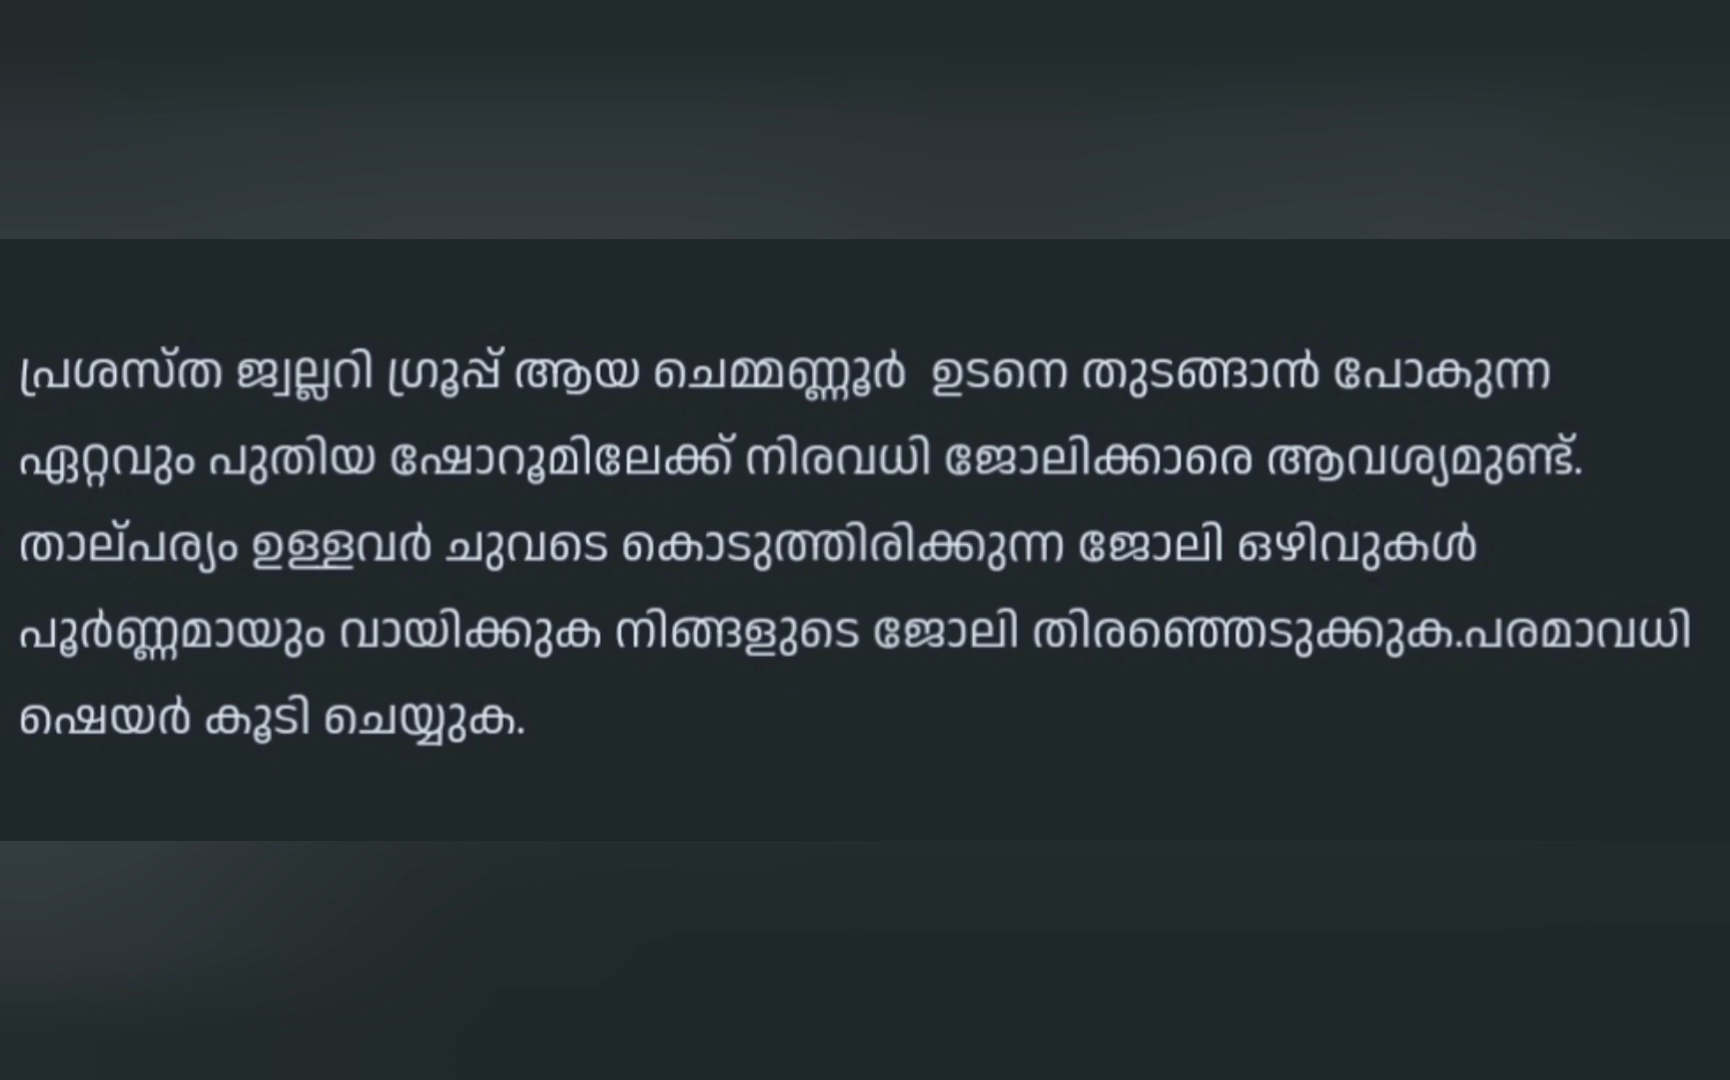 പ്രശസ്ത ജ്വല്ലറി ഗ്രൂപ്പ് ആയ ചെമ്മണ്ണൂർ  ഉടനെ തുടങ്ങാൻ പോകുന്ന
ഏറ്റവും പുതിയ ഷോറൂമിലേക്ക് നിരവധി ജോലിക്കാരെ ആവശ്യമുണ്ട്.
താല്പര്യം ഉള്ളവർ ചുവടെ കൊടുത്തിരിക്കുന്ന ജോലി ഒഴിവുകൾ
പൂർണ്ണമായും വായിക്കുക നിങ്ങളുടെ ജോലി തിരഞ്ഞെടുക്കുക.പരമാവധി
ഷെയർ കൂടി ചെയ്യുക.